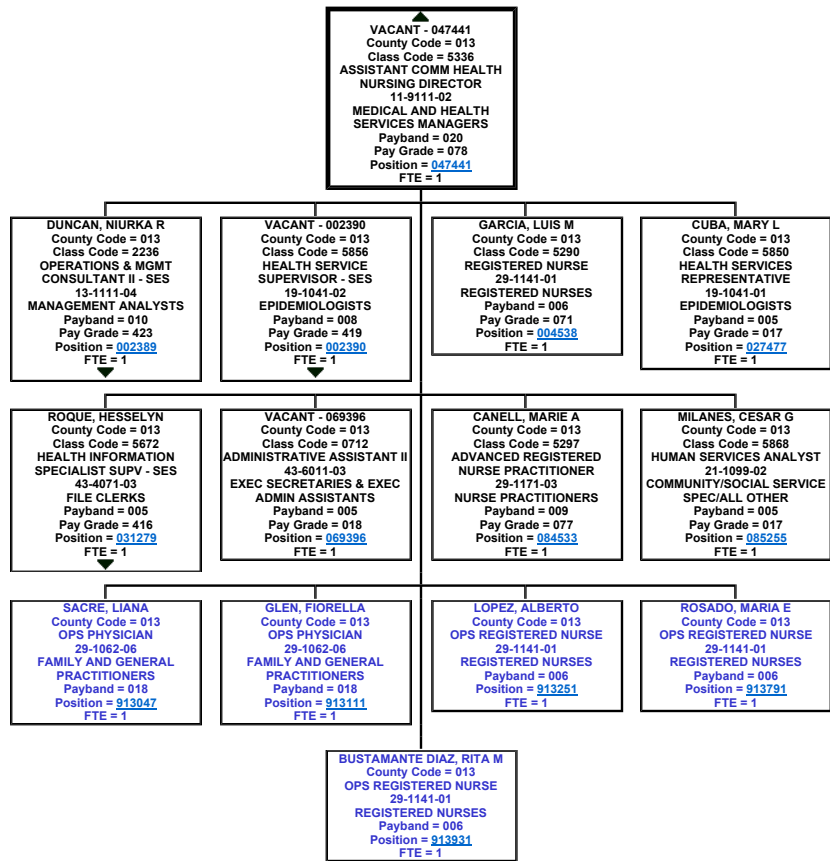 VACANT - 047441
County Code = 013
Class Code = 5336
ASSISTANT COMM HEALTH
NURSING DIRECTOR
11-9111-02
MEDICAL AND HEALTH
SERVICES MANAGERS
Payband = 020
Pay Grade = 078
Position = 047441
FTE = 1
DUNCAN, NIURKA R
County Code = 013
Class Code = 2236
OPERATIONS & MGMT
CONSULTANT II - SES
13-1111-04
MANAGEMENT ANALYSTS
Payband = 010
Pay Grade = 423
Position = 002389
FTE = 1
VACANT - 002390
County Code = 013
Class Code = 5856
HEALTH SERVICE
SUPERVISOR - SES
19-1041-02
EPIDEMIOLOGISTS
Payband = 008
Pay Grade = 419
Position = 002390
FTE = 1
GARCIA, LUIS M
County Code = 013
Class Code = 5290
REGISTERED NURSE
29-1141-01
REGISTERED NURSES
Payband = 006
Pay Grade = 071
Position = 004538
FTE = 1
CUBA, MARY L
County Code = 013
Class Code = 5850
HEALTH SERVICES
REPRESENTATIVE
19-1041-01
EPIDEMIOLOGISTS
Payband = 005
Pay Grade = 017
Position = 027477
FTE = 1
ROQUE, HESSELYN
County Code = 013
Class Code = 5672
HEALTH INFORMATION
SPECIALIST SUPV - SES
43-4071-03
FILE CLERKS
Payband = 005
Pay Grade = 416
Position = 031279
FTE = 1
VACANT - 069396
County Code = 013
Class Code = 0712
ADMINISTRATIVE ASSISTANT II
43-6011-03
EXEC SECRETARIES & EXEC
ADMIN ASSISTANTS
Payband = 005
Pay Grade = 018
Position = 069396
FTE = 1
CANELL, MARIE A
County Code = 013
Class Code = 5297
ADVANCED REGISTERED
NURSE PRACTITIONER
29-1171-03
NURSE PRACTITIONERS
Payband = 009
Pay Grade = 077
Position = 084533
FTE = 1
MILANES, CESAR G
County Code = 013
Class Code = 5868
HUMAN SERVICES ANALYST
21-1099-02
COMMUNITY/SOCIAL SERVICE
SPEC/ALL OTHER
Payband = 005
Pay Grade = 017
Position = 085255
FTE = 1
SACRE, LIANA
County Code = 013
OPS PHYSICIAN
29-1062-06
FAMILY AND GENERAL
PRACTITIONERS
Payband = 018
Position = 913047
FTE = 1
GLEN, FIORELLA
County Code = 013
OPS PHYSICIAN
29-1062-06
FAMILY AND GENERAL
PRACTITIONERS
Payband = 018
Position = 913111
FTE = 1
LOPEZ, ALBERTO
County Code = 013
OPS REGISTERED NURSE
29-1141-01
REGISTERED NURSES
Payband = 006
Position = 913251
FTE = 1
ROSADO, MARIA E
County Code = 013
OPS REGISTERED NURSE
29-1141-01
REGISTERED NURSES
Payband = 006
Position = 913791
FTE = 1
BUSTAMANTE DIAZ, RITA M
County Code = 013
OPS REGISTERED NURSE
29-1141-01
REGISTERED NURSES
Payband = 006
Position = 913931
FTE = 1